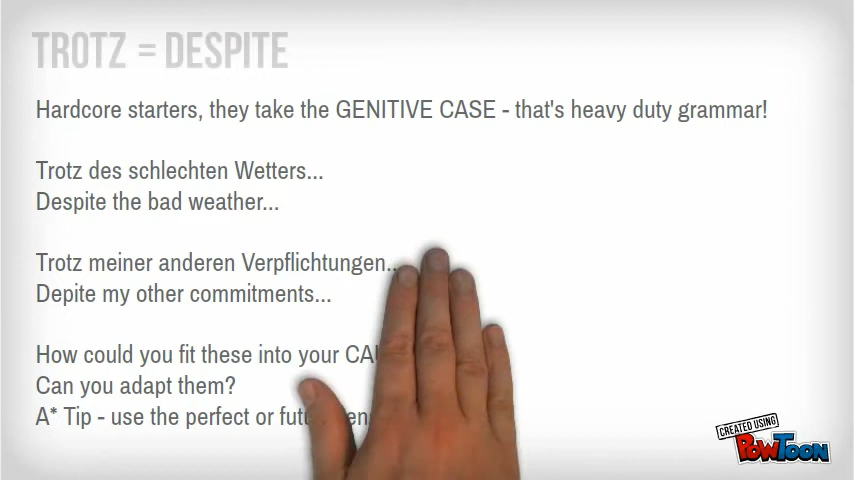 TROTZ = DESPITE
Hardcore starters, they take the GENITIVE CASE - that's heavy duty grammar!
Trotz des schlechten Wetters...
Despite the bad weather...
Trotz meiner anderen Verpflichtungen..
Depite my other commitments...
How could you fit these into your
Can you adapt them?
A* Tip - use the perfect or
CREATED USING
POWTOON